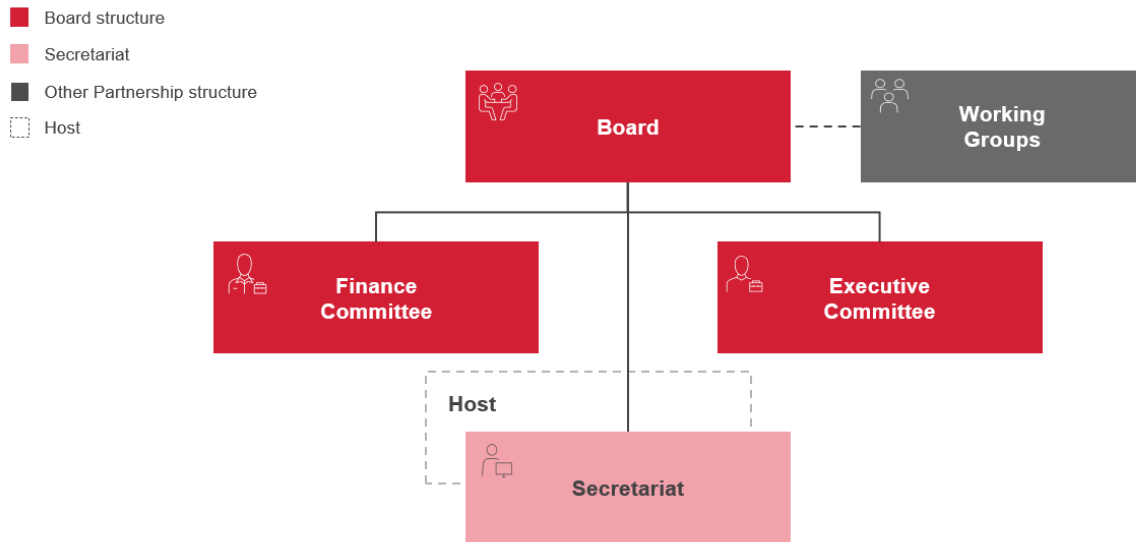 Board structure
Secretariat
Other Partnership structure
Host
Board
Working
Groups
Finance
Committee
Executive
Committee
Host
Secretariat